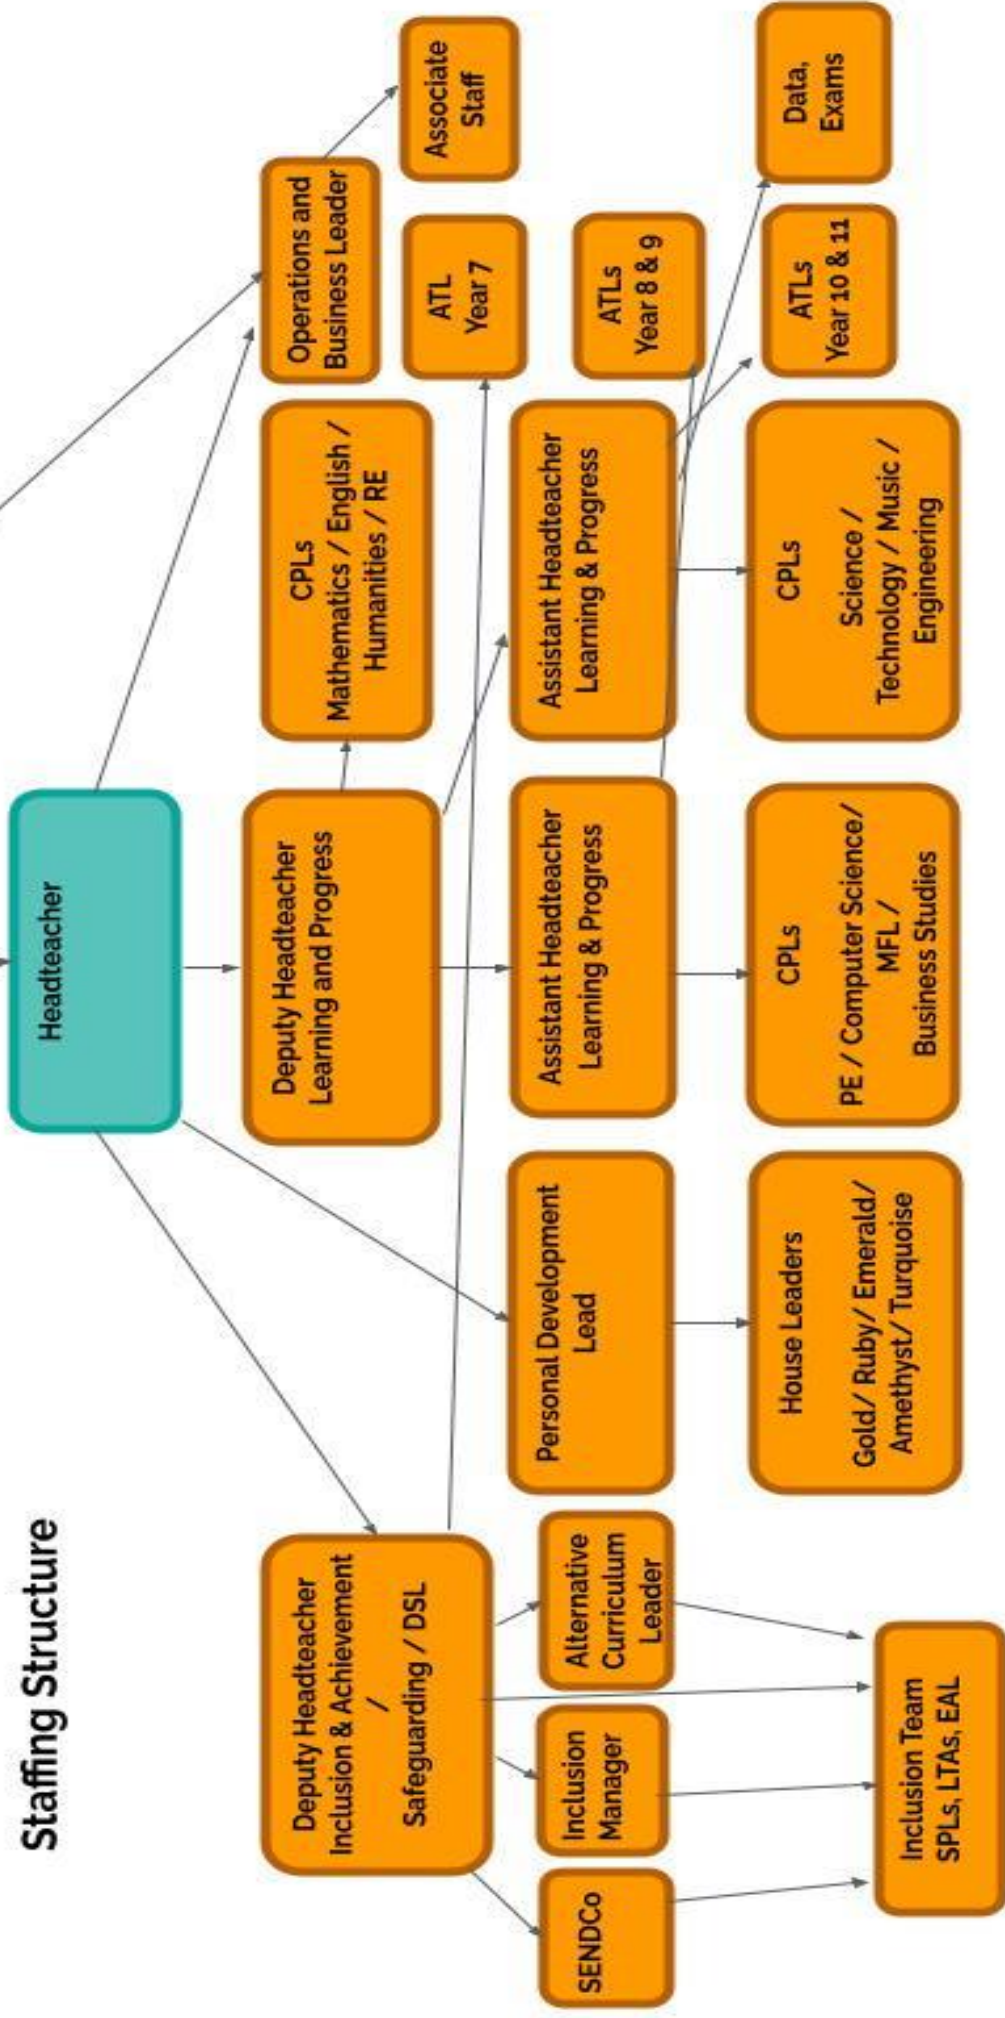 Staffing Structure
Headteacher
Deputy Headteacher
Inclusion & Achievement
/
Safeguarding / DSL
Deputy Headteacher
Learning and Progress
CPLs
Mathematics / English /
Humanities / RE
Operations and
Business Leader
ATL
Year 7
Associate
Staff
SENDCo
Inclusion
Manager
Alternative
Curriculum
Leader
Personal Development
Lead
Assistant Headteacher
Learning & Progress
Assistant Headteacher
Learning & Progress
ATLs
Year 8 & 9
Inclusion Team
SPLs, LTAs, EAL
House Leaders
Gold/ Ruby/ Emerald/
Amethyst/ Turquoise
CPLs
PE / Computer Science/
MFL /
Business Studies
CPLs
Science /
Technology / Music /
Engineering
ATLs
Year 10 & 11
Data,
Exams